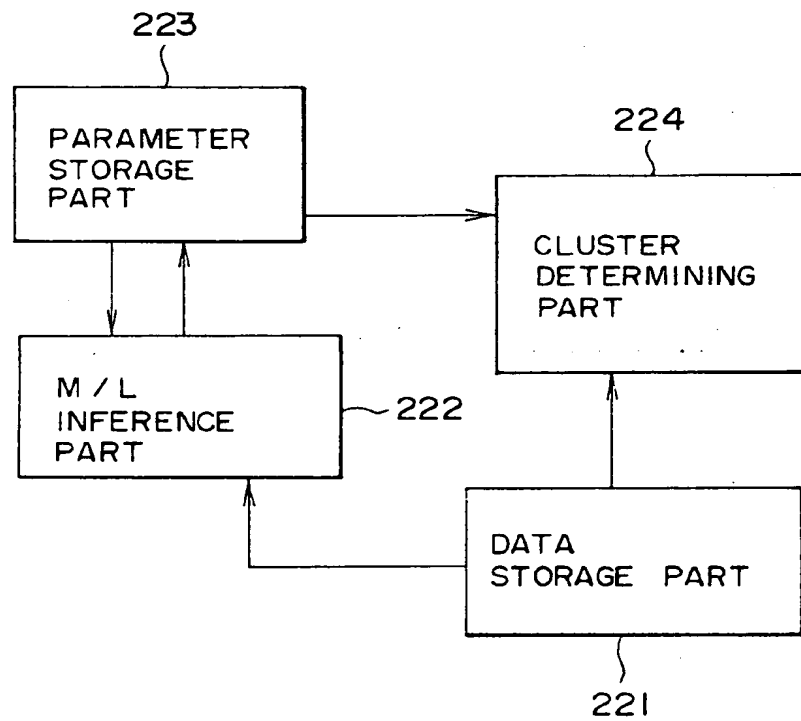 223
PARAMETER
STORAGE
PART
224
CLUSTER
DETERMINING
PART
M / L
INFERENCE
PART
222
DATA
STORAGE PART
221